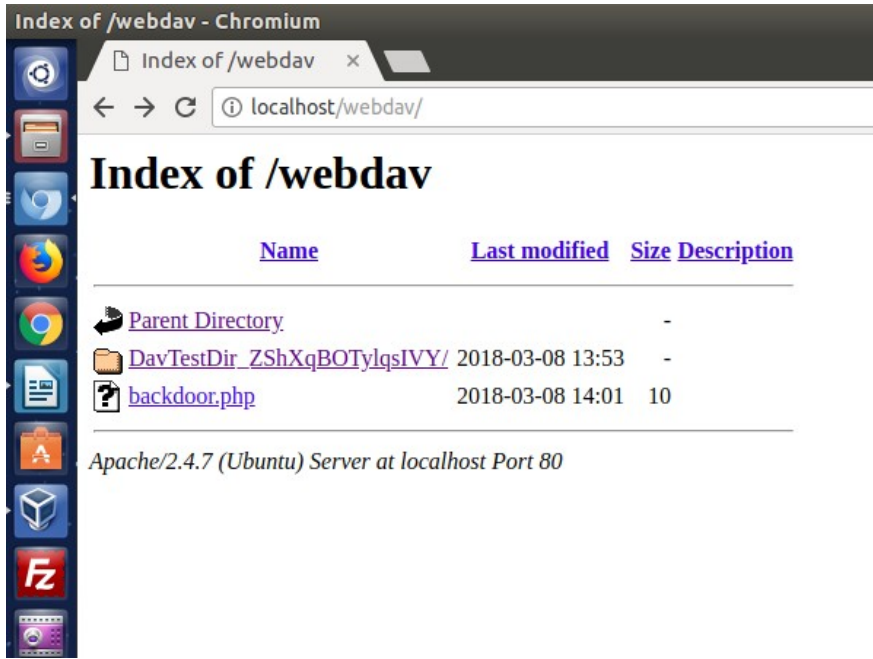 Index of /webdav - Chromium
Index of /webdav ×
localhost/webdav/
Index of /webdav
Name Last modified Size Description
Parent Directory -
DavTestDir_ZShXqBOTylqsIVY/ 2018-03-08 13:53 -
backdoor.php 2018-03-08 14:01 10
Apache/2.4.7 (Ubuntu) Server at localhost Port 80